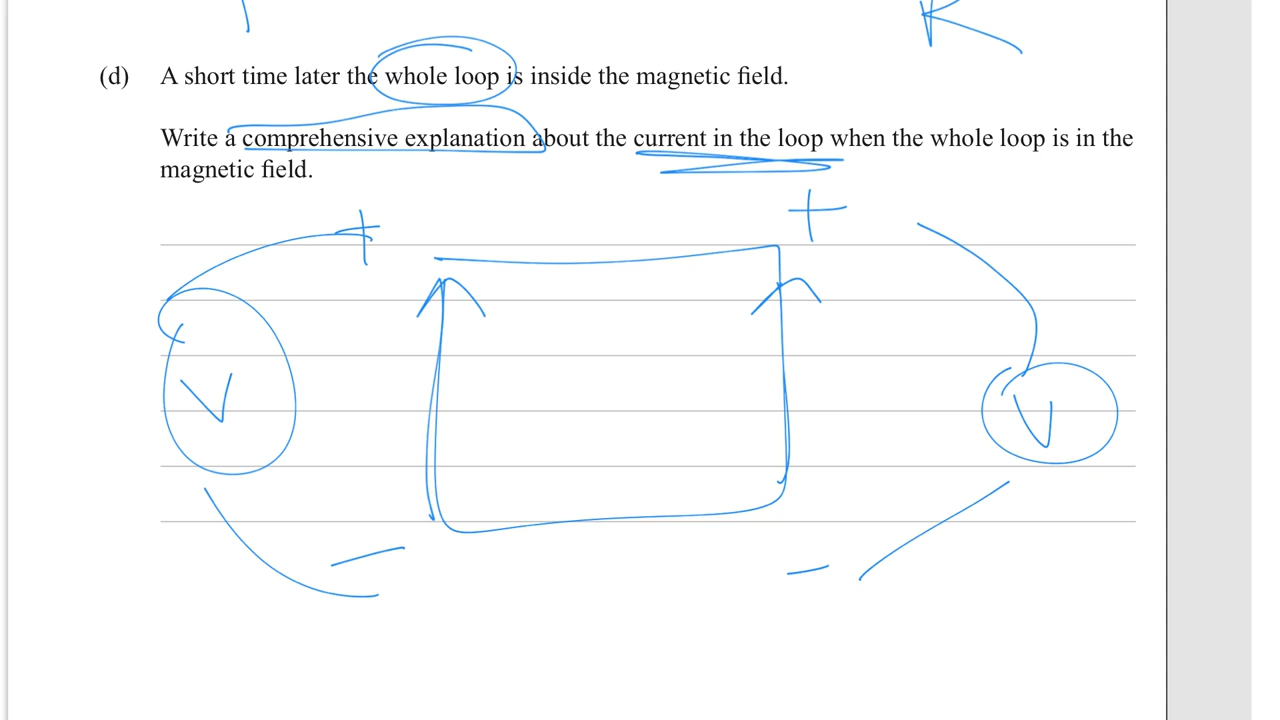 R
(d) A short time later the whole loop is inside the magnetic field.
Write a comprehensive explanation about the current in the loop when the whole loop is in the
magnetic field.
+ +
V V
− −